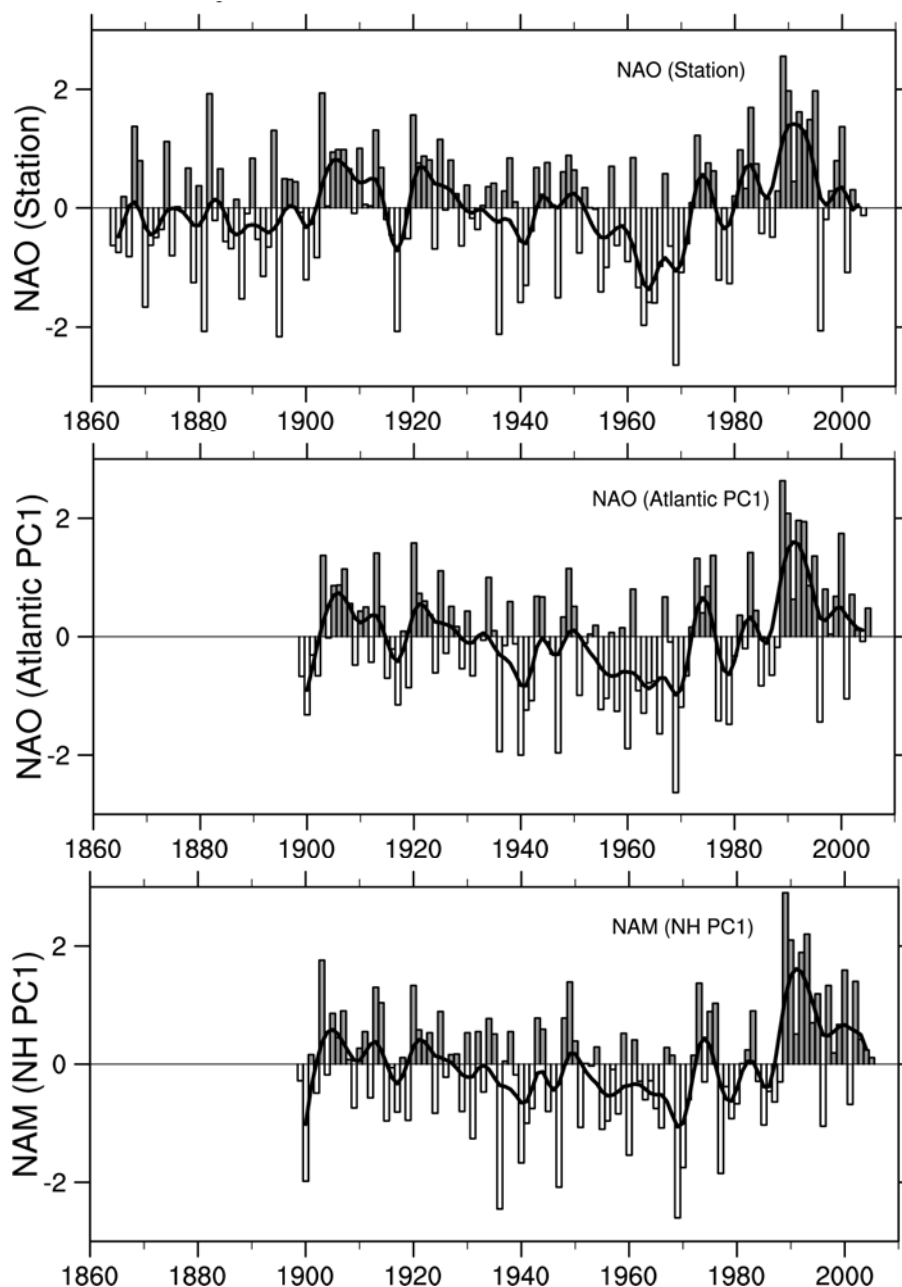 NAO (Station)
NAO (Station)
2
0
-2
1860 1880 1900 1920 1940 1960 1980 2000
NAO (Atlantic PC1)
NAO (Atlantic PC1)
2
0
-2
1860 1880 1900 1920 1940 1960 1980 2000
NAM (NH PC1)
NAM (NH PC1)
2
0
-2
1860 1880 1900 1920 1940 1960 1980 2000